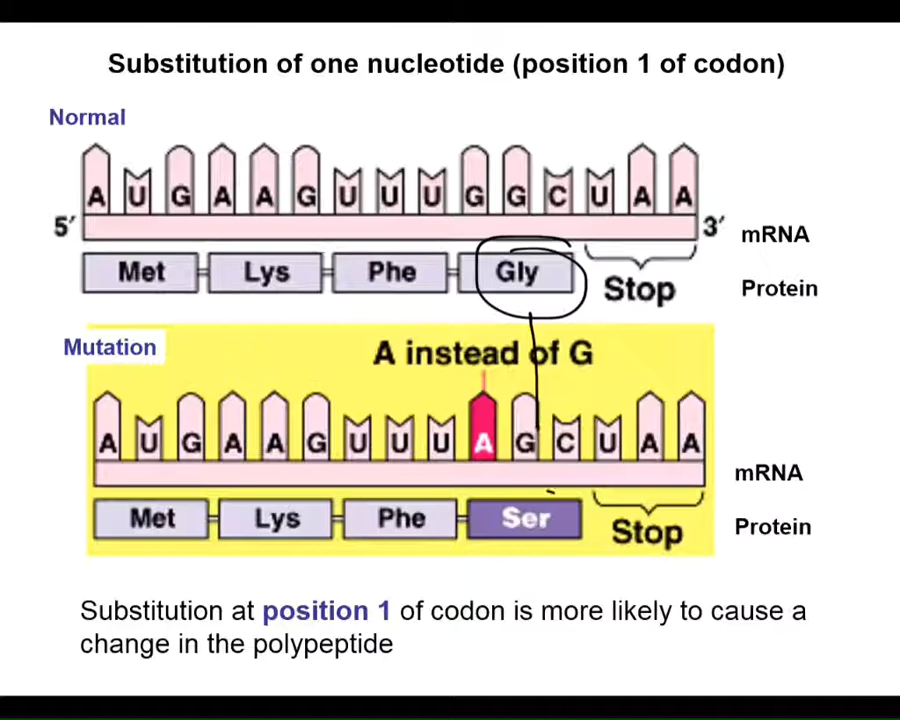 Substitution of one nucleotide (position 1 of codon)
Normal
A U G A A G U U U G G C U A A
5′ 3′ mRNA
Met Lys Phe Gly Stop Protein
Mutation
A instead of G
A U G A A G U U U A G C U A A
mRNA
Met Lys Phe Ser Stop Protein
Substitution at position 1 of codon is more likely to cause a
change in the polypeptide